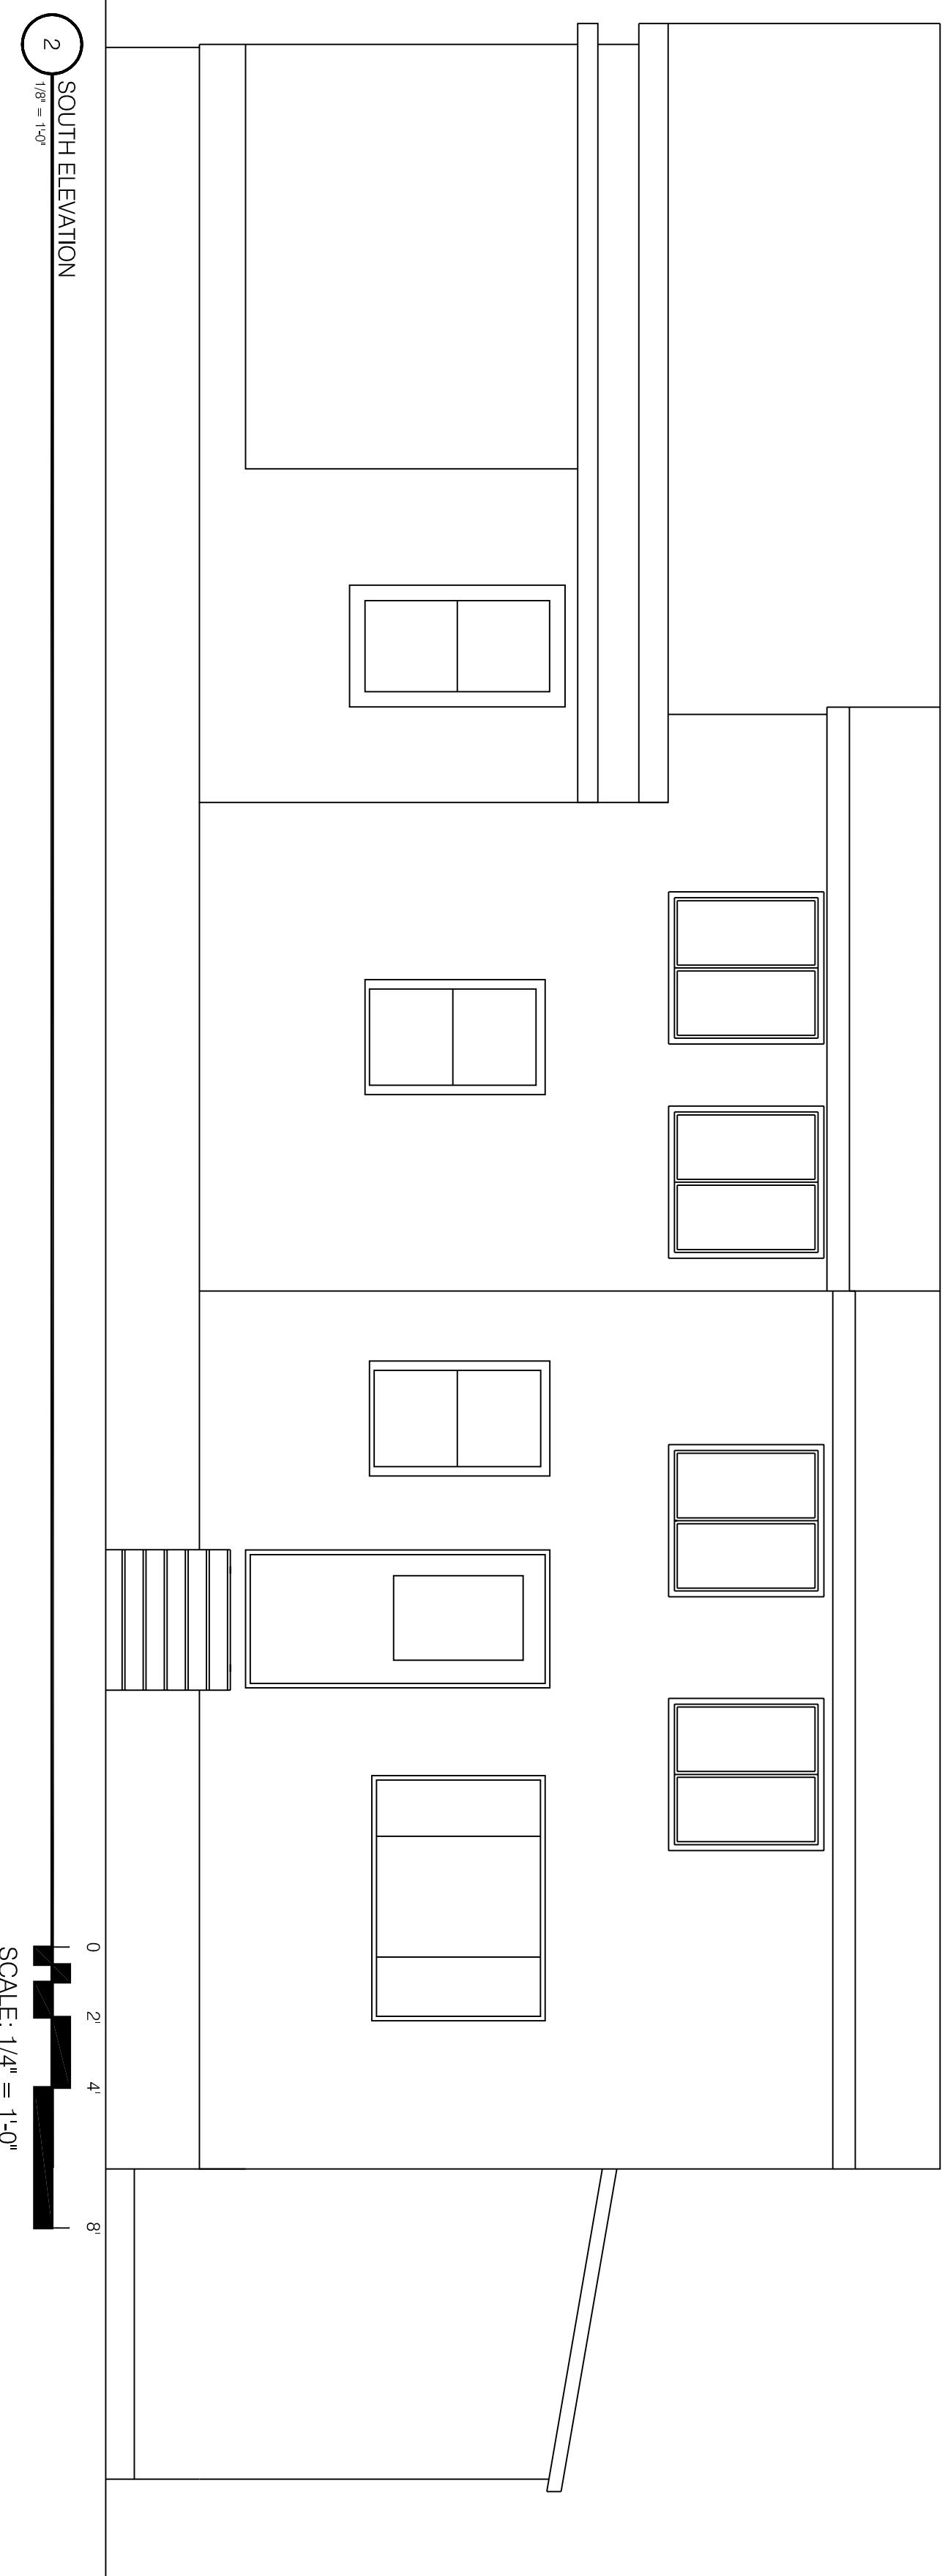 2
SOUTH ELEVATION
1/8" = 1'-0"
0 2' 4' 8'
SCALE: 1/4" = 1'-0"